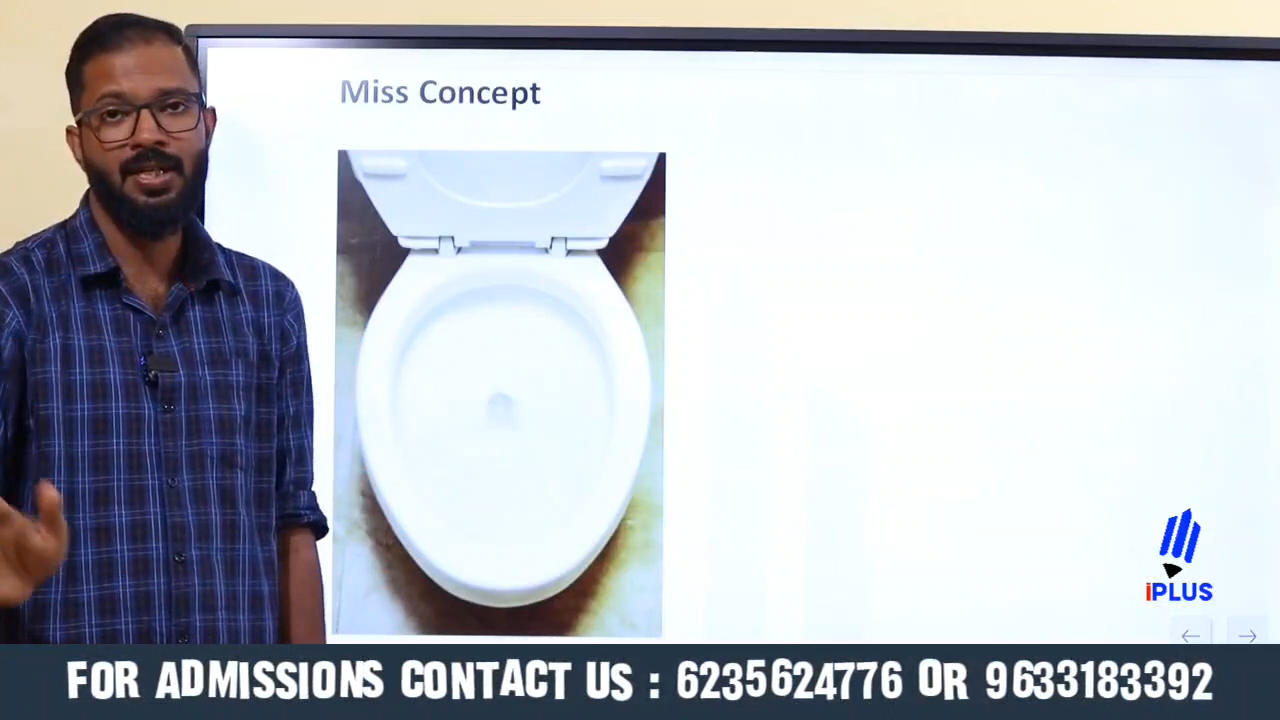 Miss Concept
iPLUS
FOR ADMISSIONS CONTACT US : 6235624776 OR 9633183392